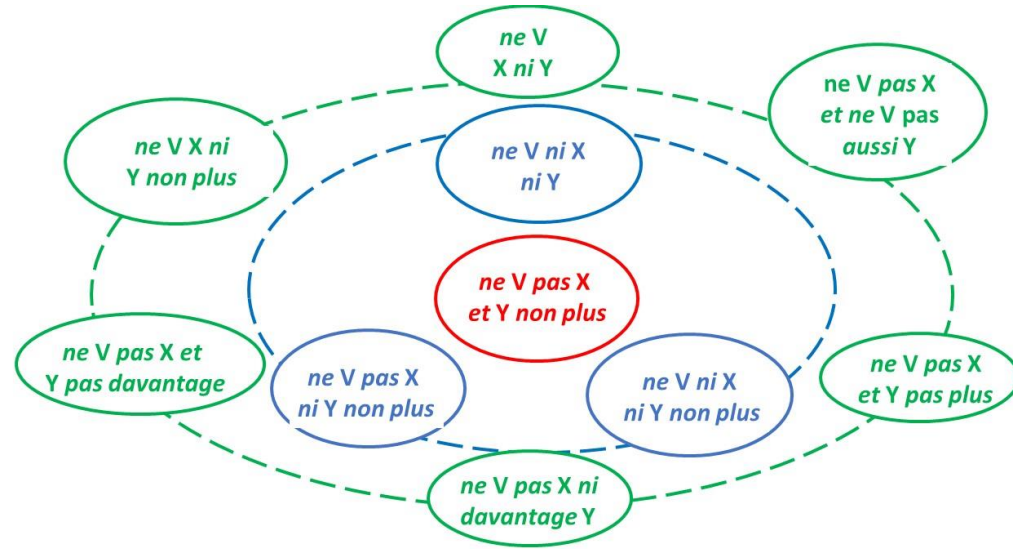 ne V
X ni Y
ne V pas X
et ne V pas
aussi Y
ne V X ni
Y non plus
ne V ni X
ni Y
ne V pas X
et Y non plus
ne V pas X et
Y pas davantage
ne V pas X
ni Y non plus
ne V ni X
ni Y non plus
ne V pas X
et Y pas plus
ne V pas X ni
davantage Y